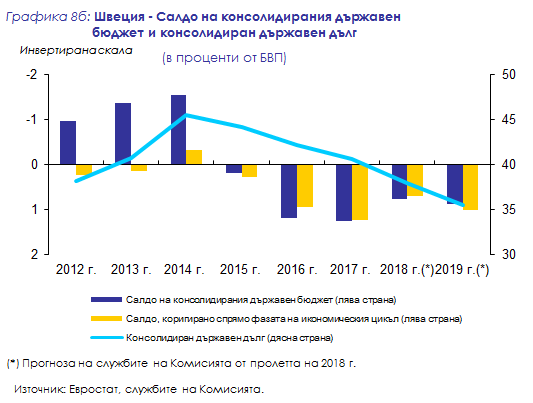 Графика 8б: Швеция - Салдо на консолидирания държавен
бюджет и консолидиран държавен дълг
Инвертирана скала
(в проценти от БВП)
-2 50
-1 45
0 40
1 35
2 30
2012 г. 2013 г. 2014 г. 2015 г. 2016 г. 2017 г. 2018 г.(*) 2019 г.(*)
Салдо на консолидирания държавен бюджет (лява страна)
Салдо, коригирано спрямо фазата на икономическия цикъл (лява страна)
Консолидиран държавен дълг (дясна страна)
(*) Прогноза на службите на Комисията от пролетта на 2018 г.
Източник: Евростат, службите на Комисията.